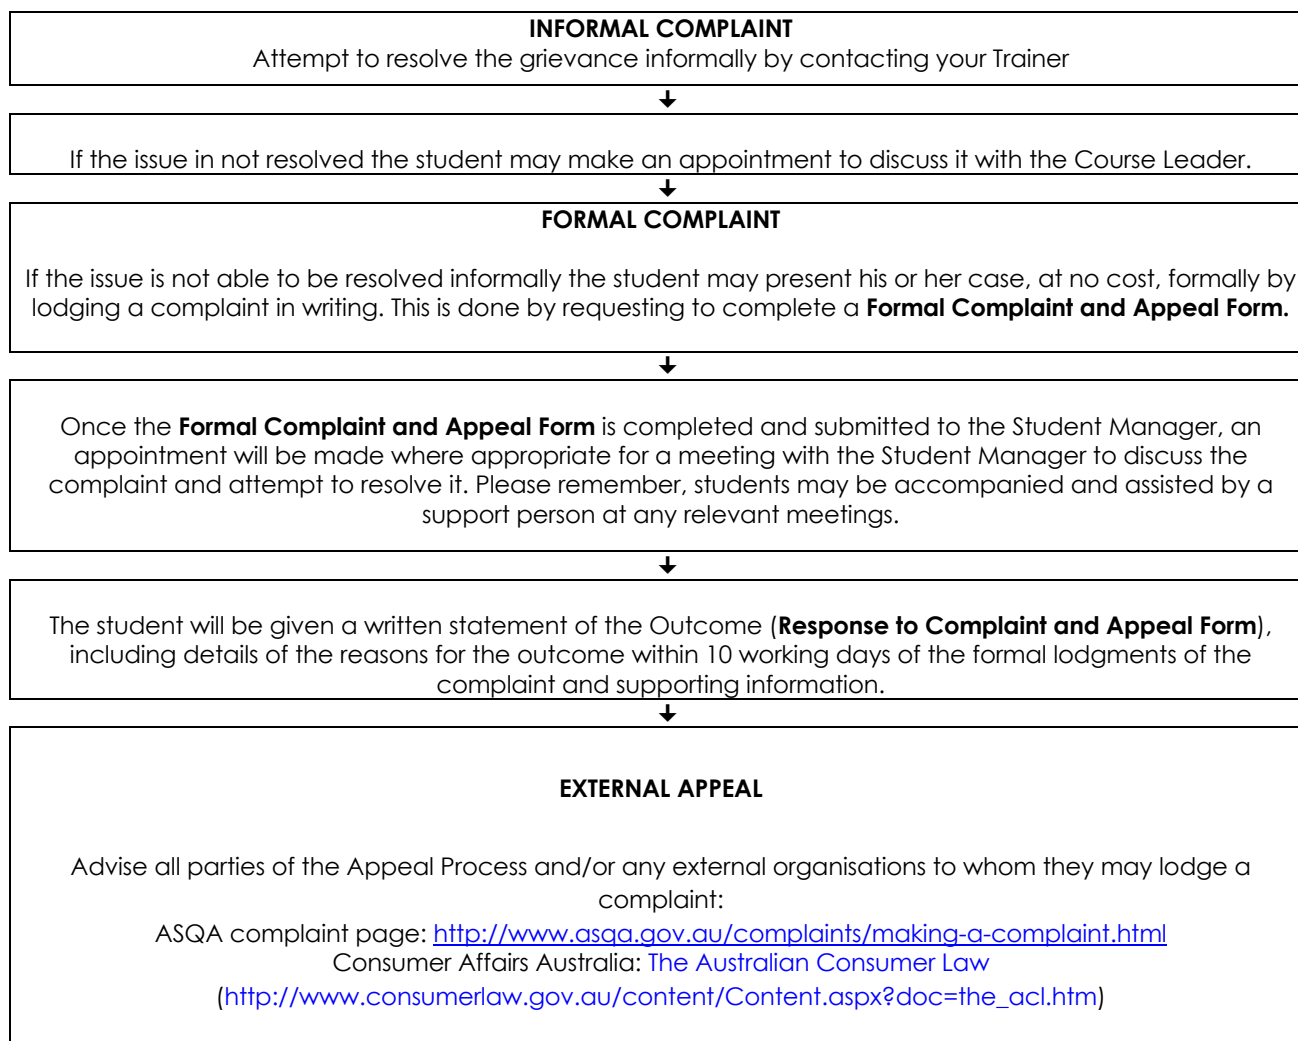 INFORMAL COMPLAINT
Attempt to resolve the grievance informally by contacting your Trainer
If the issue in not resolved the student may make an appointment to discuss it with the Course Leader.
FORMAL COMPLAINT
If the issue is not able to be resolved informally the student may present his or her case, at no cost, formally by
lodging a complaint in writing. This is done by requesting to complete a Formal Complaint and Appeal Form.
Once the Formal Complaint and Appeal Form is completed and submitted to the Student Manager, an
appointment will be made where appropriate for a meeting with the Student Manager to discuss the
complaint and attempt to resolve it. Please remember, students may be accompanied and assisted by a
support person at any relevant meetings.
The student will be given a written statement of the Outcome (Response to Complaint and Appeal Form),
including details of the reasons for the outcome within 10 working days of the formal lodgments of the
complaint and supporting information.
EXTERNAL APPEAL
Advise all parties of the Appeal Process and/or any external organisations to whom they may lodge a
complaint:
ASQA complaint page: http://www.asqa.gov.au/complaints/making-a-complaint.html
Consumer Affairs Australia: The Australian Consumer Law
(http://www.consumerlaw.gov.au/content/Content.aspx?doc=the_acl.htm)